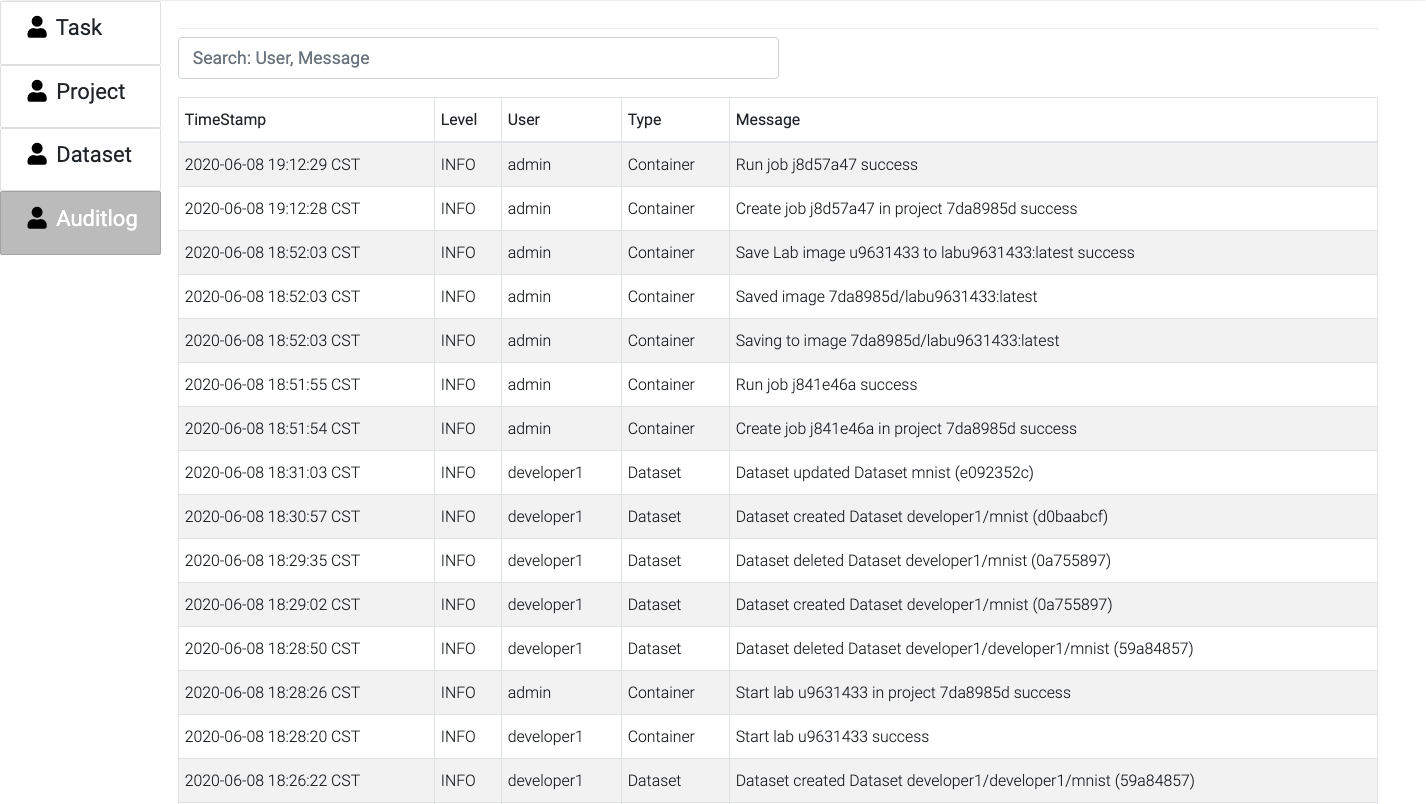 Task
Project
Dataset
Auditlog
Search: User, Message
TimeStamp Level User Type Message
2020-06-08 19:12:29 CST INFO admin Container Run job j8d57a47 success
2020-06-08 19:12:28 CST INFO admin Container Create job j8d57a47 in project 7da8985d success
2020-06-08 18:52:03 CST INFO admin Container Save Lab image u9631433 to labu9631433:latest success
2020-06-08 18:52:03 CST INFO admin Container Saved image 7da8985d/labu9631433:latest
2020-06-08 18:52:03 CST INFO admin Container Saving to image 7da8985d/labu9631433:latest
2020-06-08 18:51:55 CST INFO admin Container Run job j841e46a success
2020-06-08 18:51:54 CST INFO admin Container Create job j841e46a in project 7da8985d success
2020-06-08 18:31:03 CST INFO developer1 Dataset Dataset updated Dataset mnist (e092352c)
2020-06-08 18:30:57 CST INFO developer1 Dataset Dataset created Dataset developer1/mnist (d0baabcf)
2020-06-08 18:29:35 CST INFO developer1 Dataset Dataset deleted Dataset developer1/mnist (0a755897)
2020-06-08 18:29:02 CST INFO developer1 Dataset Dataset created Dataset developer1/mnist (0a755897)
2020-06-08 18:28:50 CST INFO developer1 Dataset Dataset deleted Dataset developer1/developer1/mnist (59a84857)
2020-06-08 18:28:26 CST INFO admin Container Start lab u9631433 in project 7da8985d success
2020-06-08 18:28:20 CST INFO developer1 Container Start lab u9631433 success
2020-06-08 18:26:22 CST INFO developer1 Dataset Dataset created Dataset developer1/developer1/mnist (59a84857)